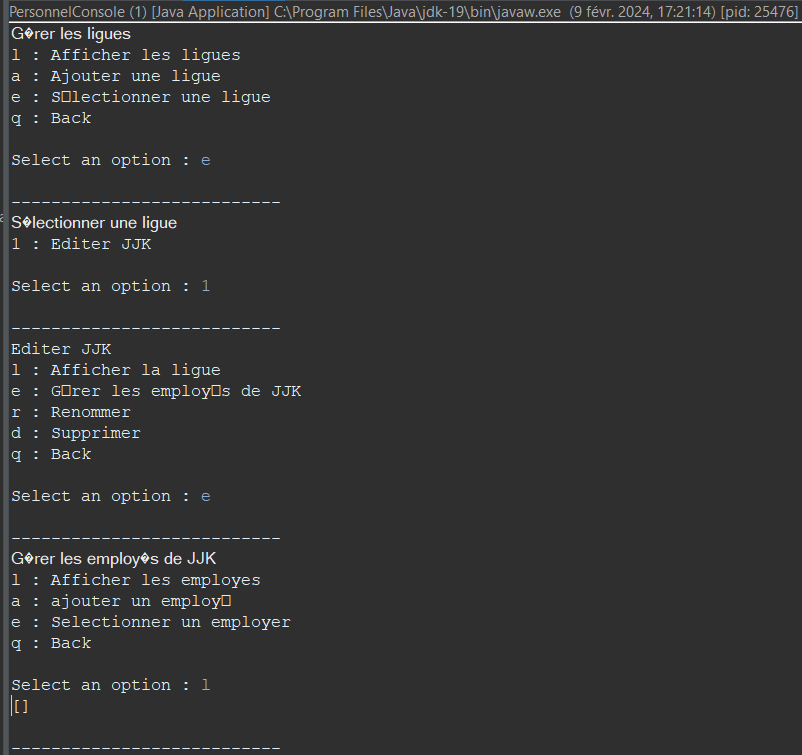 PersonnelConsole (1) [Java Application] C:\Program Files\Java\jdk-19\bin\javaw.exe (9 févr. 2024, 17:21:14) [pid: 25476]
G�rer les ligues
l : Afficher les ligues
a : Ajouter une ligue
e : S□lectionner une ligue
q : Back
Select an option : e
---------------------------
S�lectionner une ligue
1 : Editer JJK
Select an option : 1
---------------------------
Editer JJK
l : Afficher la ligue
e : G□rer les employ□s de JJK
r : Renommer
d : Supprimer
q : Back
Select an option : e
---------------------------
G�rer les employ�s de JJK
l : Afficher les employes
a : ajouter un employ□
e : Selectionner un employer
q : Back
Select an option : l
[]
---------------------------